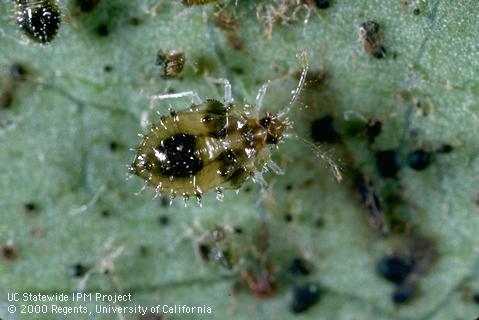 UC Statewide IPM Project
© 2000 Regents, University of California